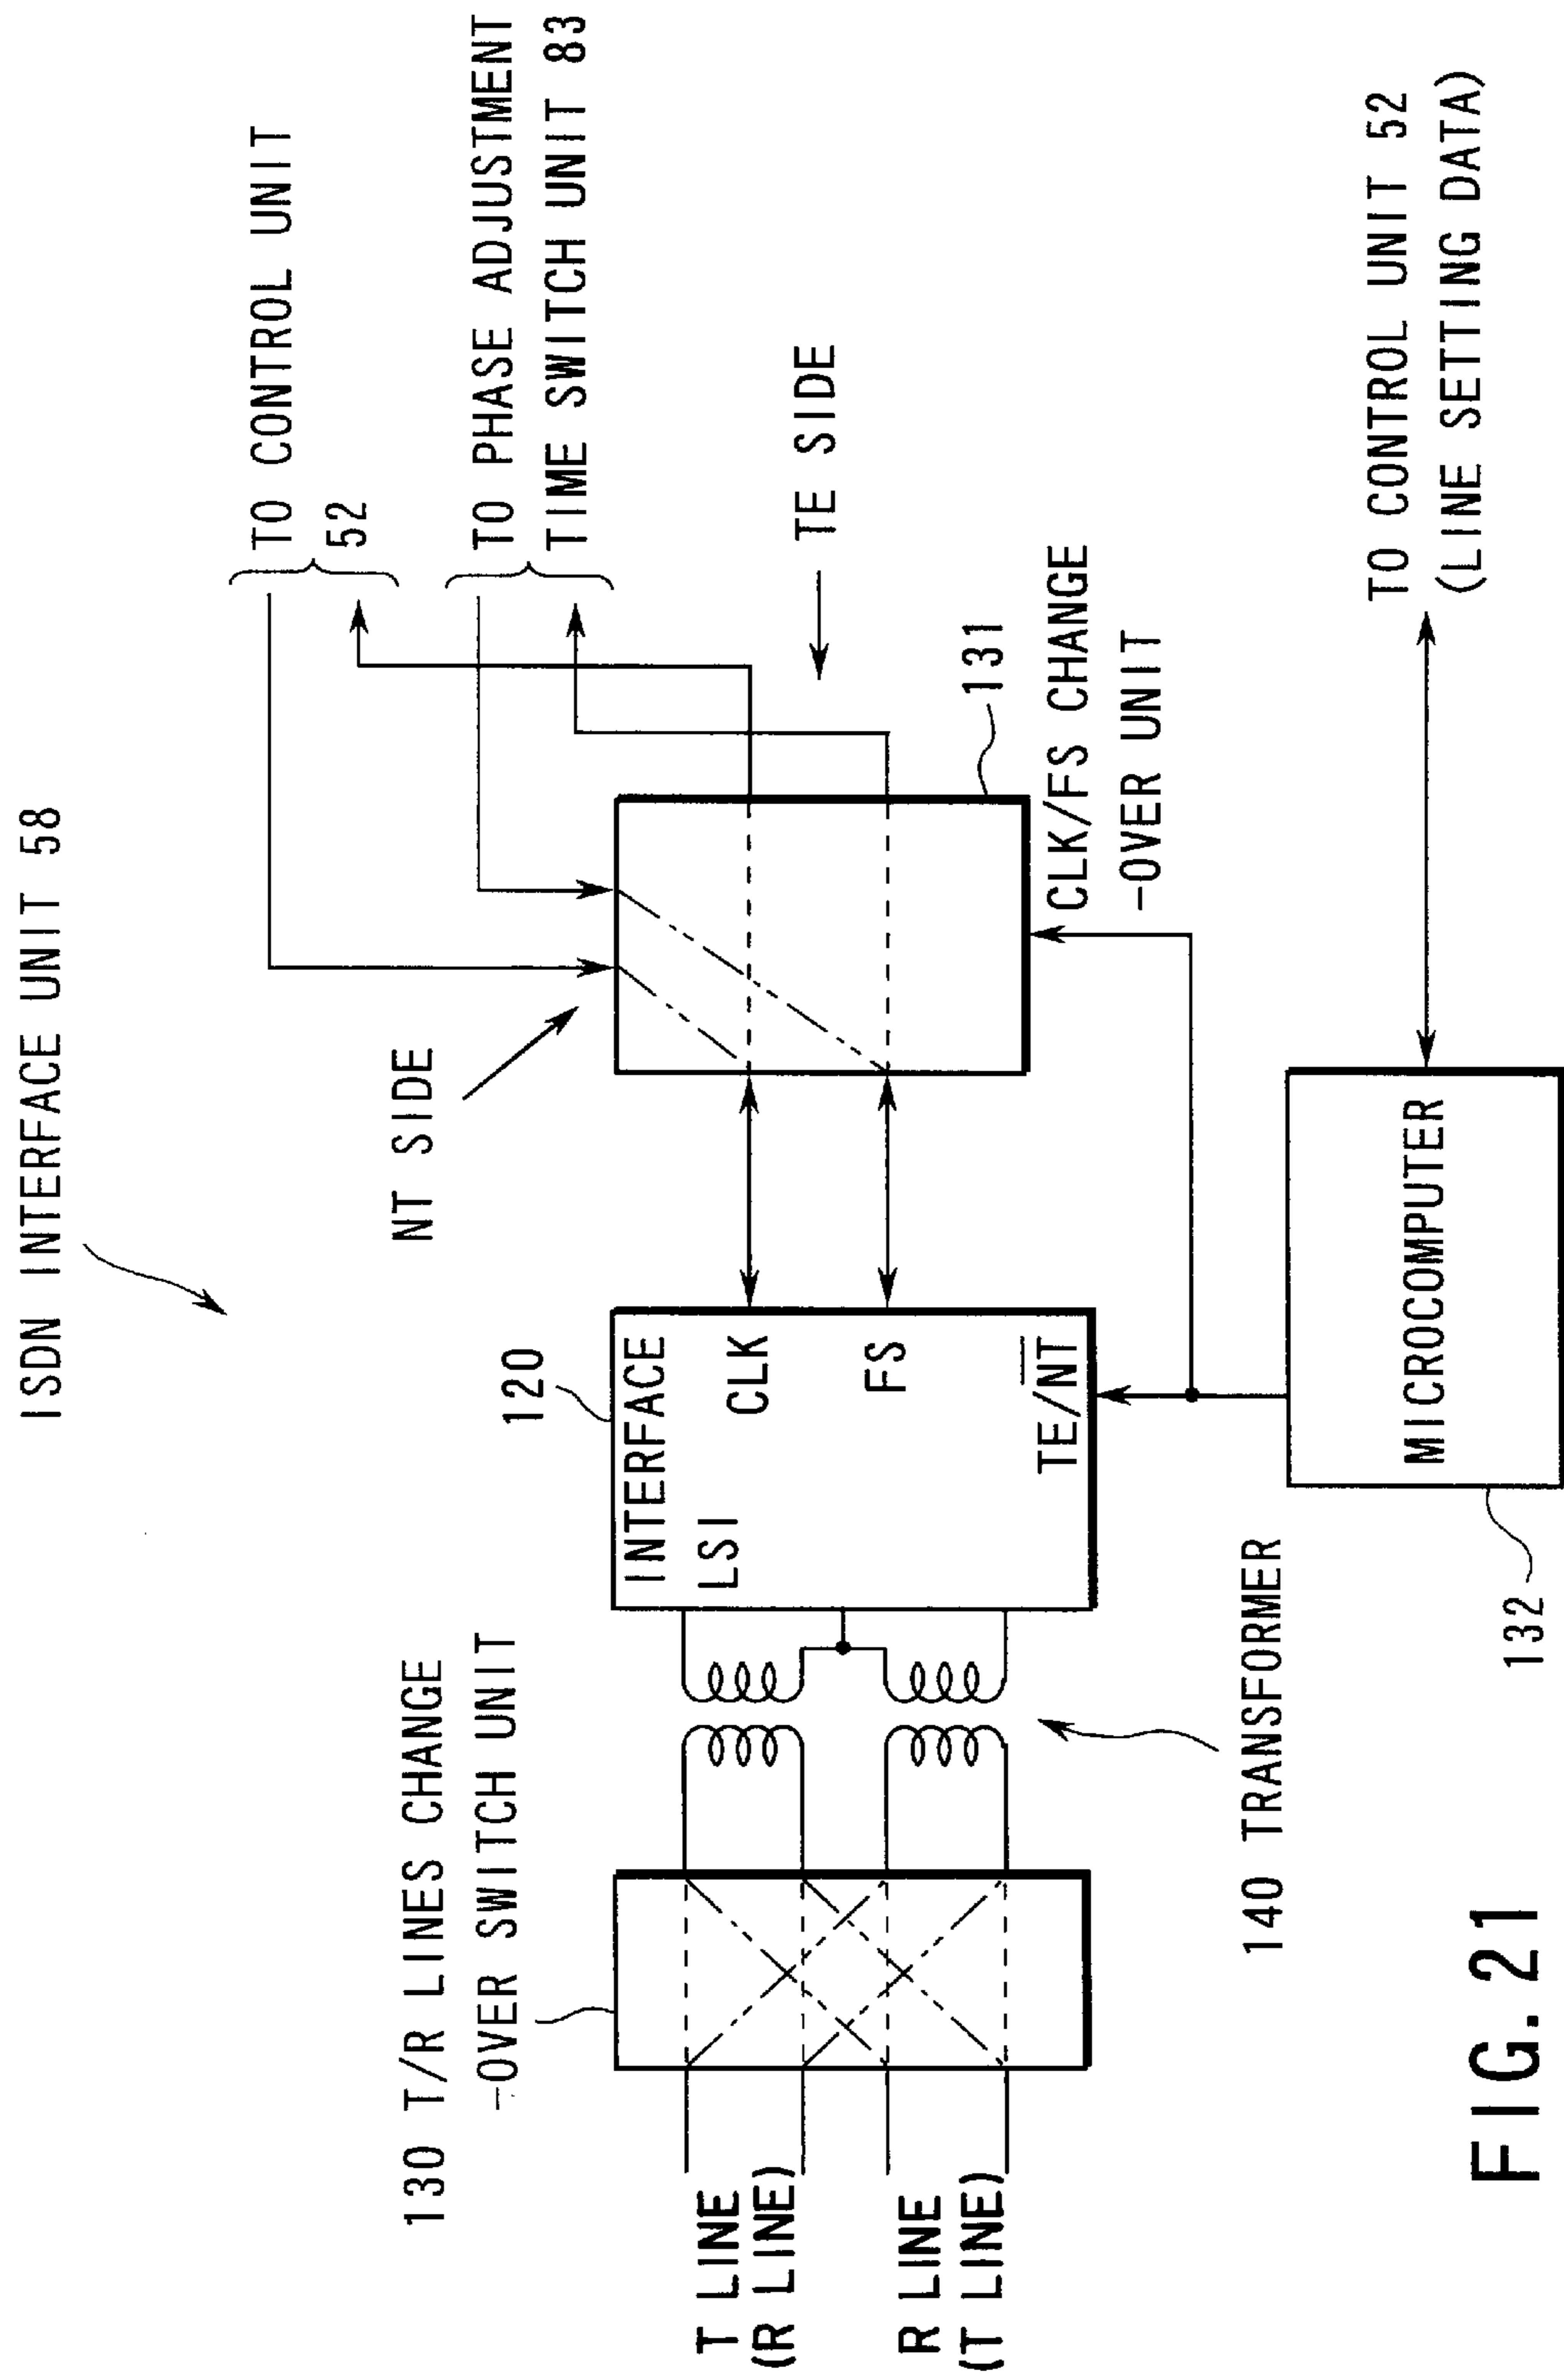 ISDN INTERFACE UNIT 58
TO CONTROL UNIT
52
TO PHASE ADJUSTMENT
TIME SWITCH UNIT 83
NT SIDE
TE SIDE
130 T/R LINES CHANGE
-OVER SWITCH UNIT
120
INTERFACE
LSI
CLK
FS
TE/N̅T̅
131
CLK/FS CHANGE
-OVER UNIT
T LINE
(R LINE)
R LINE
(T LINE)
140 TRANSFORMER
132
MICROCOMPUTER
TO CONTROL UNIT 52
(LINE SETTING DATA)
FIG. 21